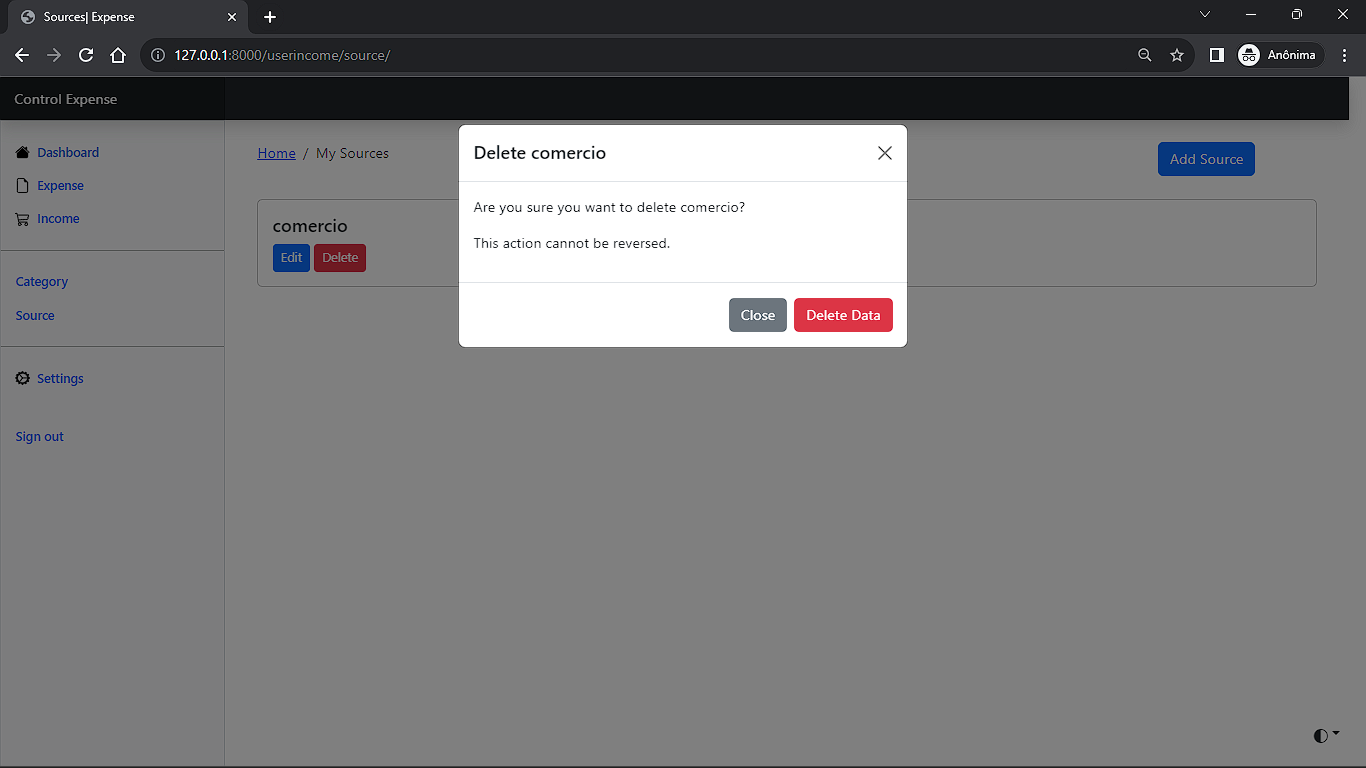 Sources| Expense
127.0.0.1:8000/userincome/source/
Anônima
Control Expense
Dashboard
Expense
Income
Category
Source
Settings
Sign out
Home / My Sources
Add Source
comercio
Edit Delete
Delete comercio
Are you sure you want to delete comercio?
This action cannot be reversed.
Close Delete Data